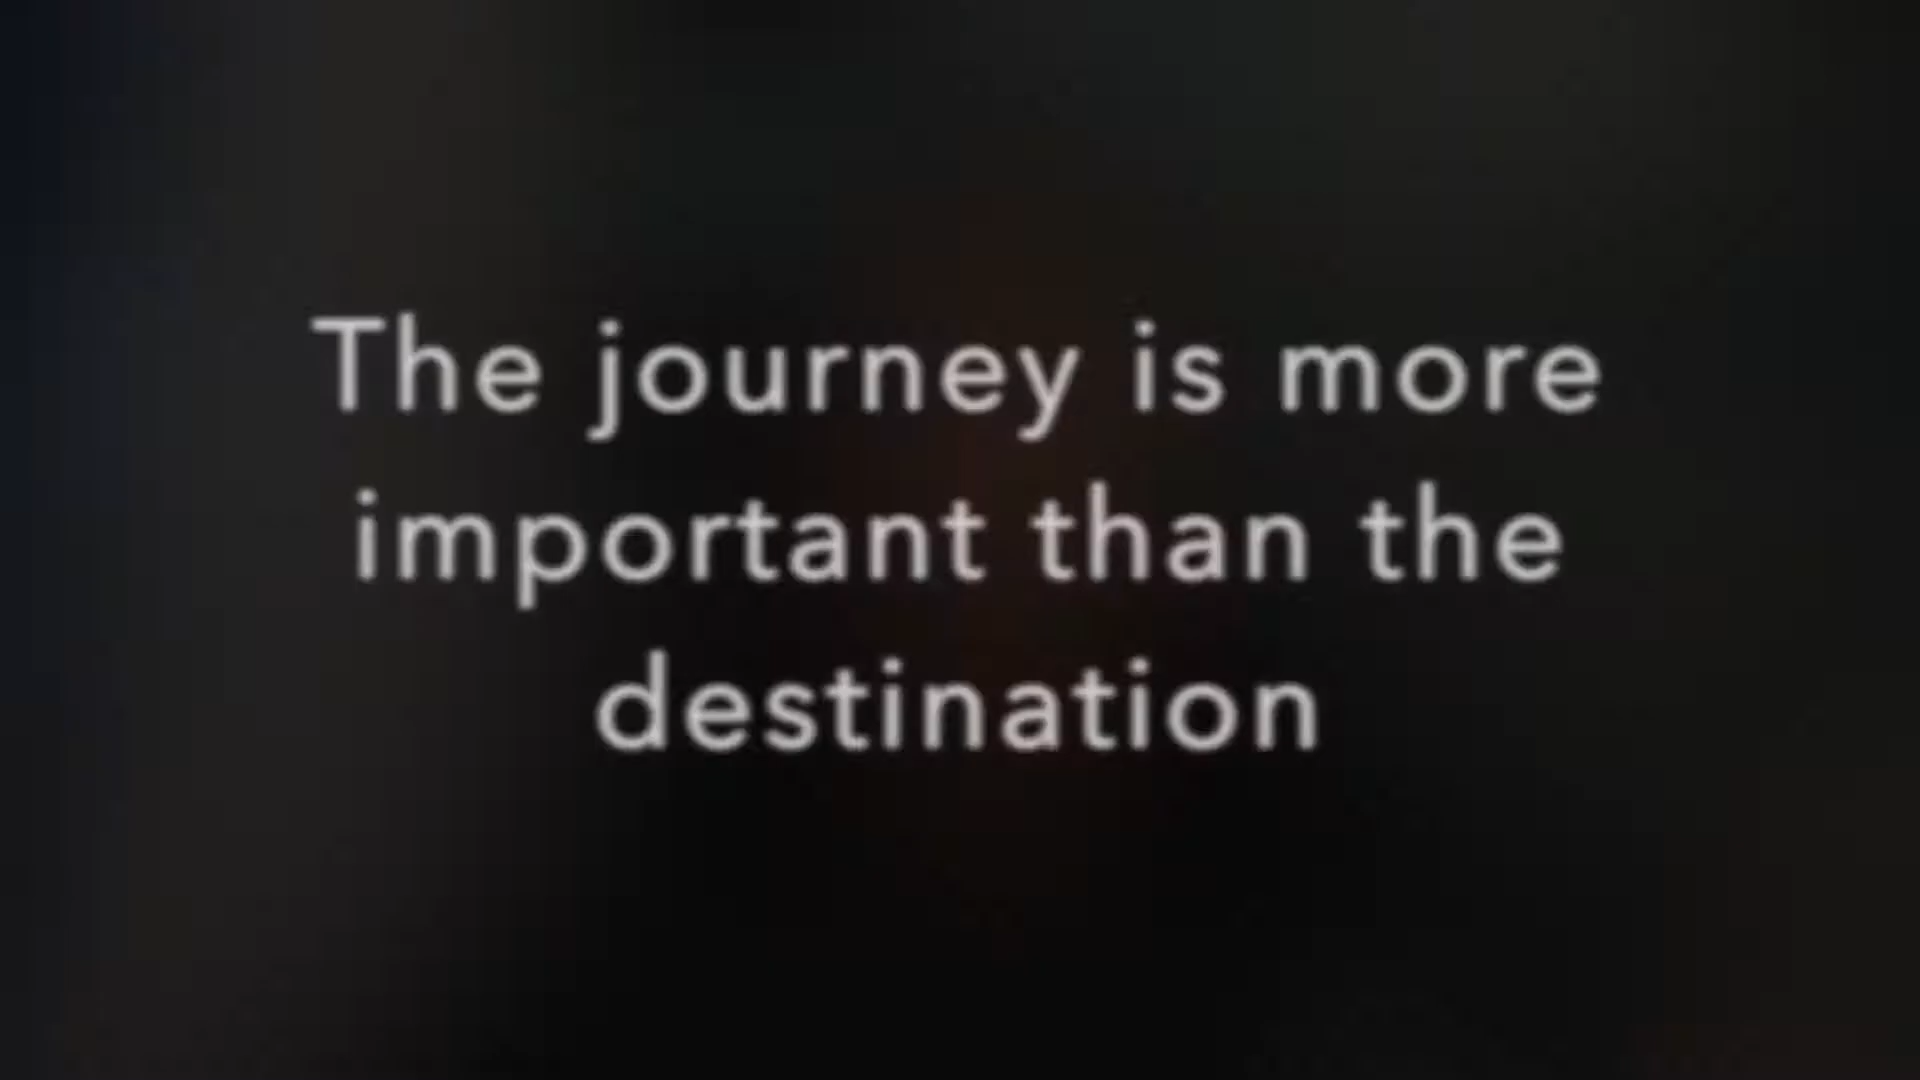 The journey is more
important than the
destination